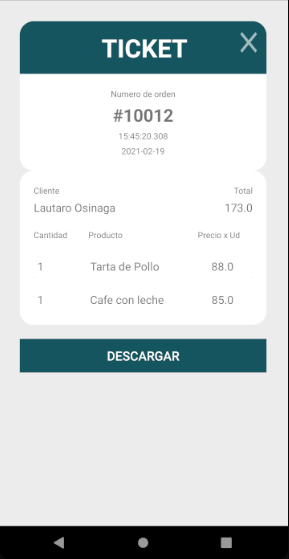 TICKET
Numero de orden
#10012
15:45:20.308
2021-02-19
Cliente Total
Lautaro Osinaga 173.0
Cantidad Producto Precio x Ud
1 Tarta de Pollo 88.0
1 Cafe con leche 85.0
DESCARGAR